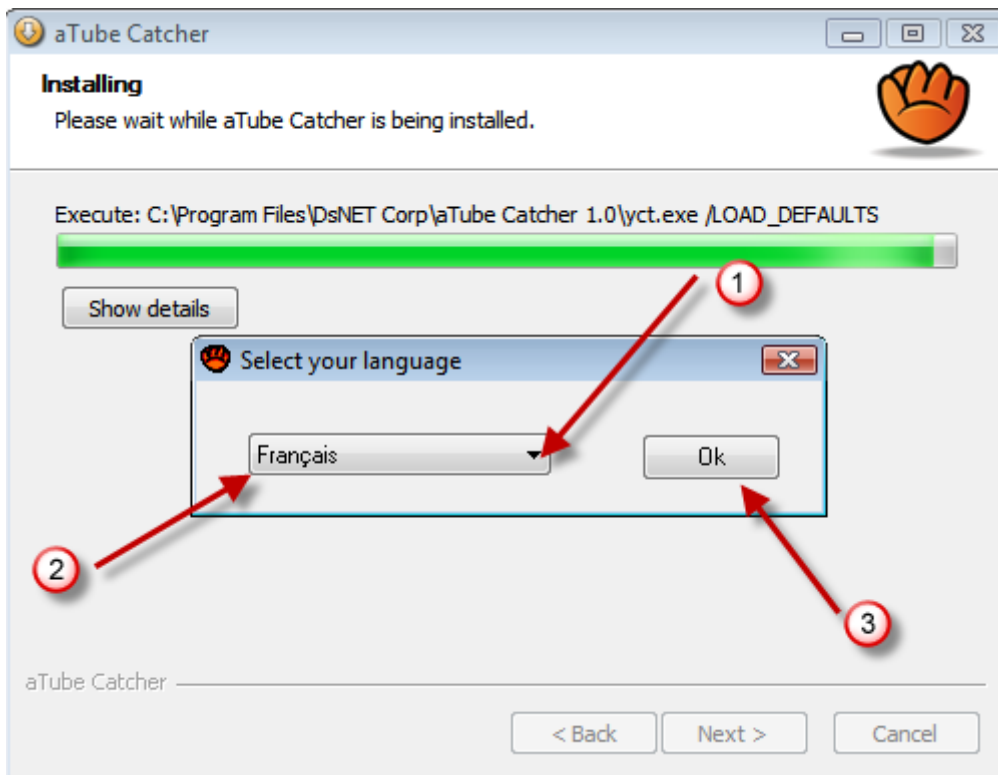 aTube Catcher
Installing
Please wait while aTube Catcher is being installed.
Execute: C:\Program Files\DsNET Corp\aTube Catcher 1.0\yct.exe /LOAD_DEFAULTS
1
Show details
Select your language
Français
Ok
2
3
aTube Catcher
< Back
Next >
Cancel